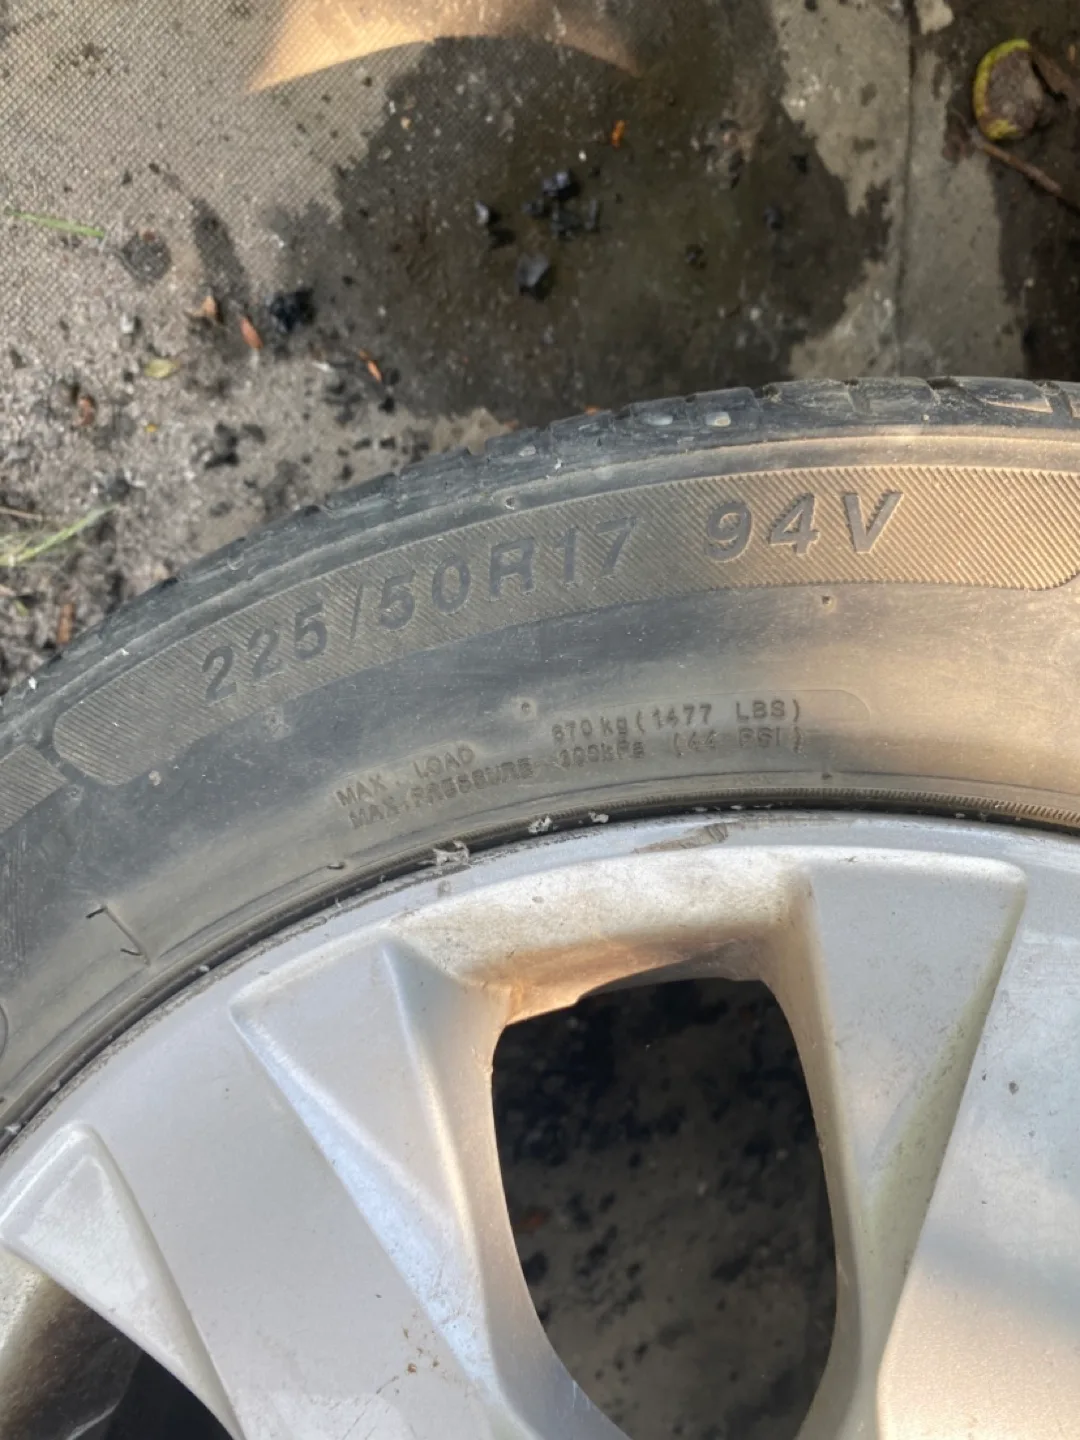 225/50R17 94V
MAX. LOAD 670 kg (1477 LBS)
MAX. PRESSURE 300kPa (44 PSI)